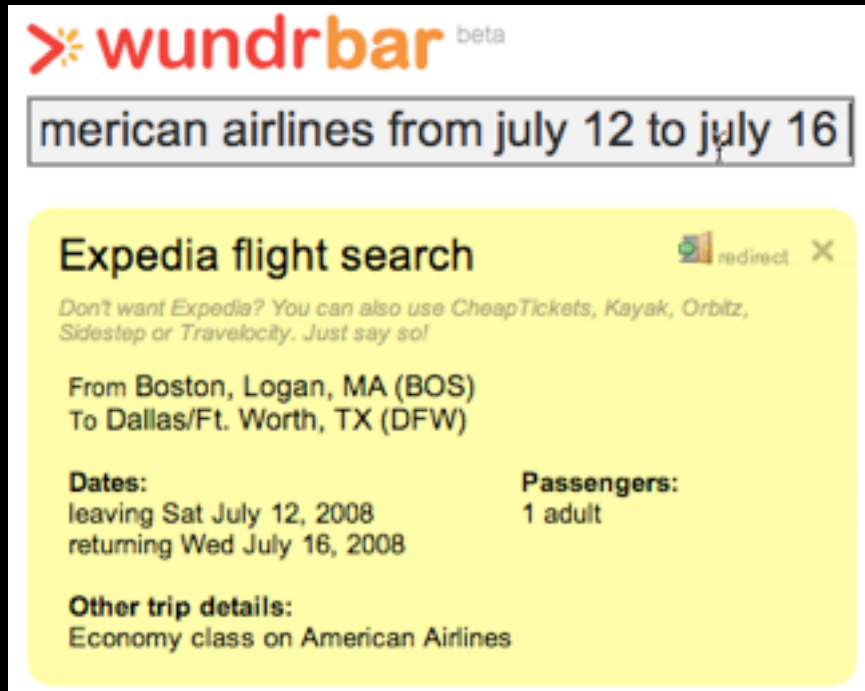 wundrbar beta
merican airlines from july 12 to july 16
Expedia flight search
redirect
Don't want Expedia? You can also use CheapTickets, Kayak, Orbitz,
Sidestep or Travelocity. Just say so!
From Boston, Logan, MA (BOS)
To Dallas/Ft. Worth, TX (DFW)
Dates:
leaving Sat July 12, 2008
returning Wed July 16, 2008
Passengers:
1 adult
Other trip details:
Economy class on American Airlines